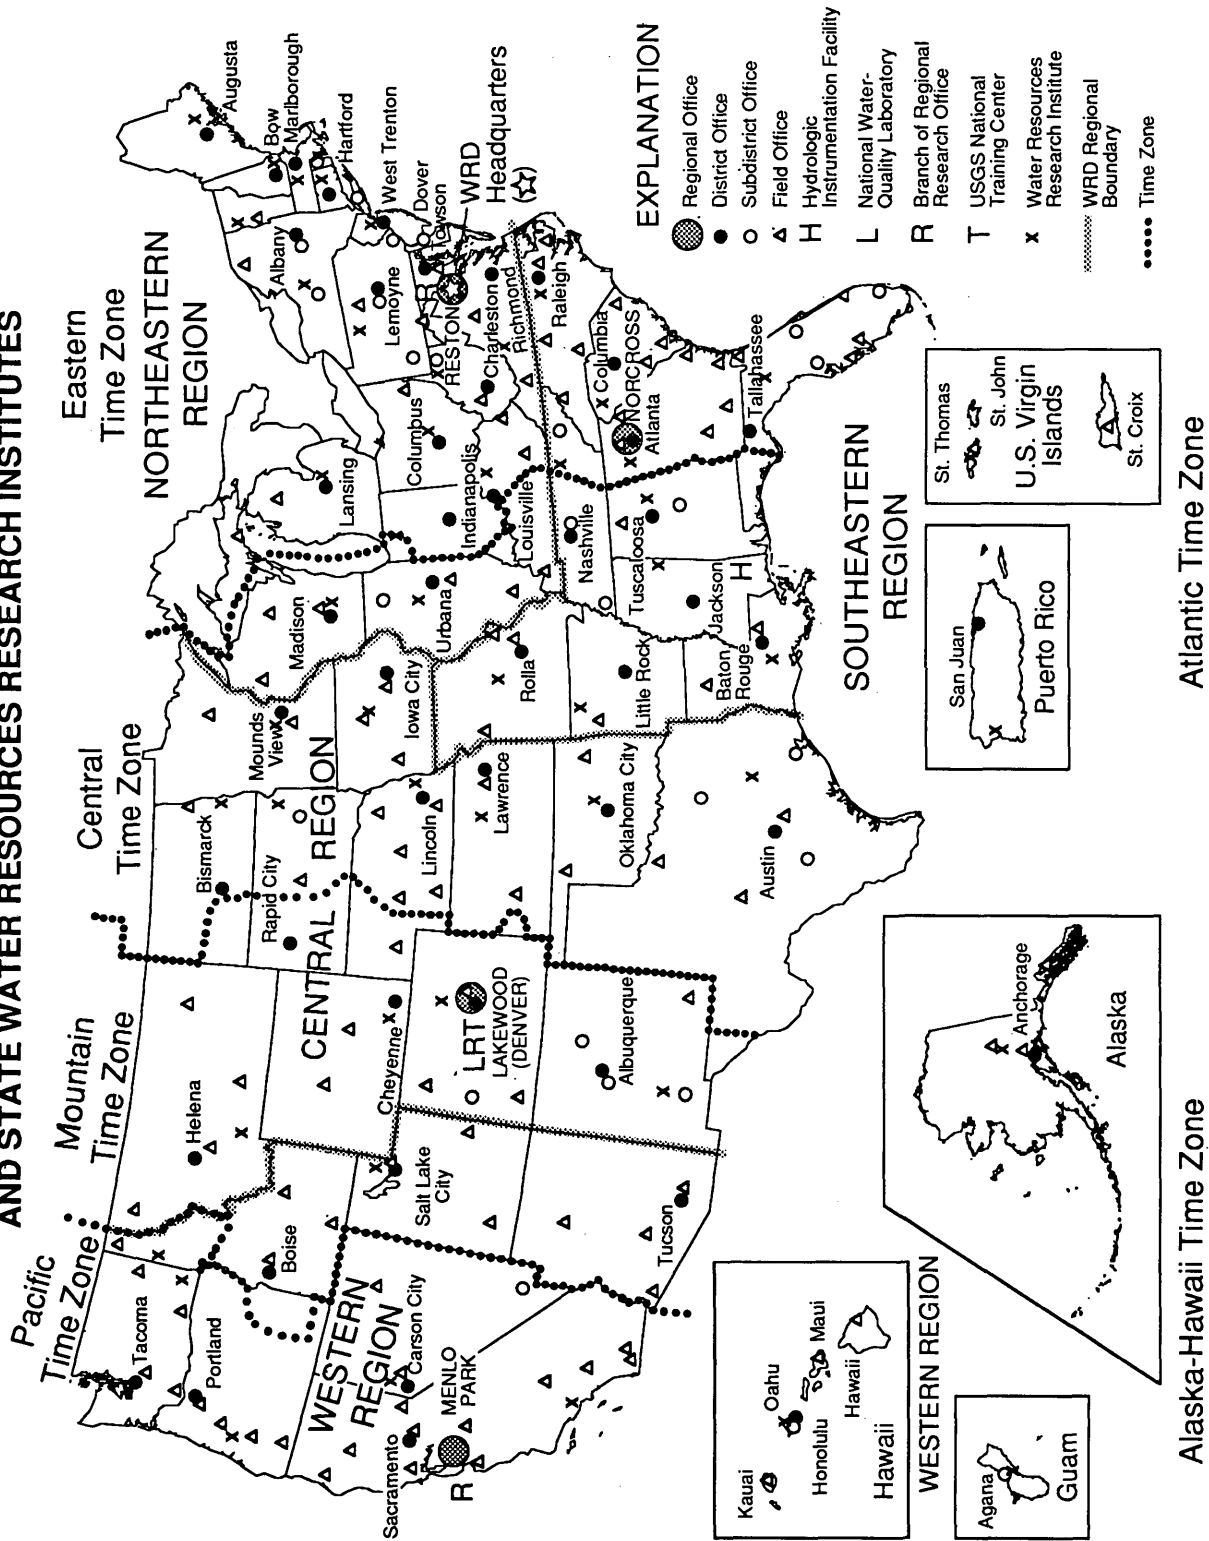 AND STATE WATER RESOURCES RESEARCH INSTITUTES
Pacific
Time Zone
Mountain
Time Zone
Central
Time Zone
Eastern
Time Zone
NORTHEASTERN
REGION
Tacoma
Portland
Helena
Boise
Bismarck
Rapid City
Mounds
View
Madison
Lansing
Albany
Augusta
Bow
Marlborough
Hartford
West Trenton
Dover
Towson
WRD
Headquarters
(☆)
Lemoyne
R
RESTON
Charleston
Richmond
Columbus
Indianapolis
Louisville
Urbana
Iowa City
Rolla
Lincoln
Lawrence
CENTRAL REGION
Cheyenne
LRT
LAKEWOOD
(DENVER)
Salt Lake
City
WESTERN
REGION
Carson City
Sacramento
MENLO
PARK
R
Tucson
Albuquerque
Oklahoma City
Austin
Little Rock
Baton
Rouge
Jackson
H
Tuscaloosa
Nashville
NORCROSS
Atlanta
Columbia
Raleigh
Tallahassee
SOUTHEASTERN
REGION
EXPLANATION
Regional Office
District Office
Subdistrict Office
Field Office
H Hydrologic
Instrumentation Facility
L National Water-
Quality Laboratory
R Branch of Regional
Research Office
T USGS National
Training Center
x Water Resources
Research Institute
WRD Regional
Boundary
Time Zone
Kauai
Oahu
Honolulu
Maui
Hawaii
Hawaii
WESTERN REGION
Agana
Guam
Anchorage
Alaska
San Juan
Puerto Rico
St. Thomas
St. John
U.S. Virgin
Islands
St. Croix
Alaska-Hawaii Time Zone
Atlantic Time Zone